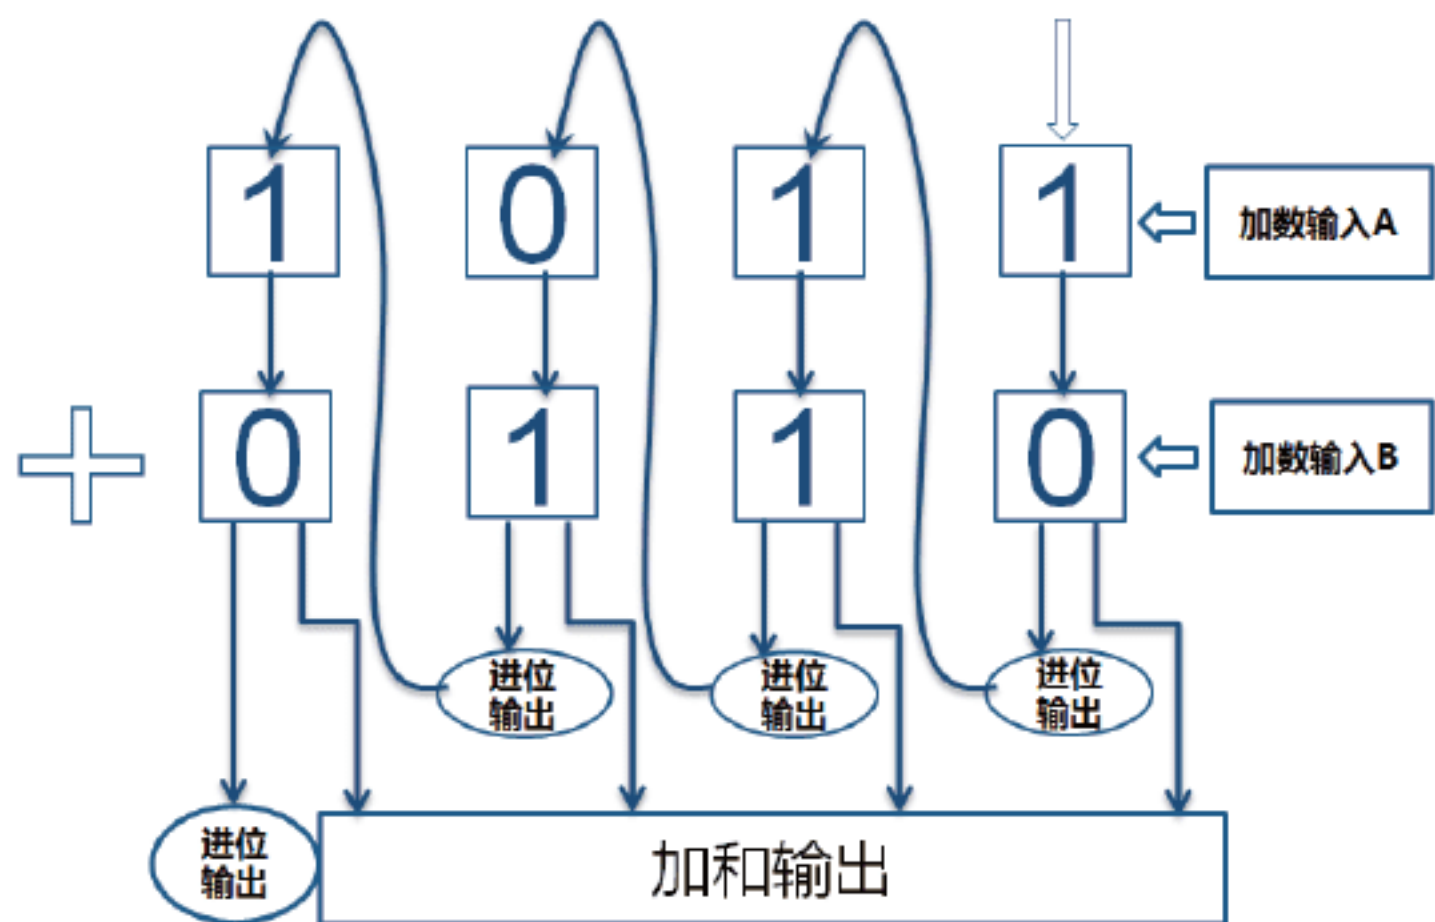 1 0 1 1 加数输入A
0 1 1 0 加数输入B
进位 进位 进位
输出 输出 输出
进位
输出
加和输出